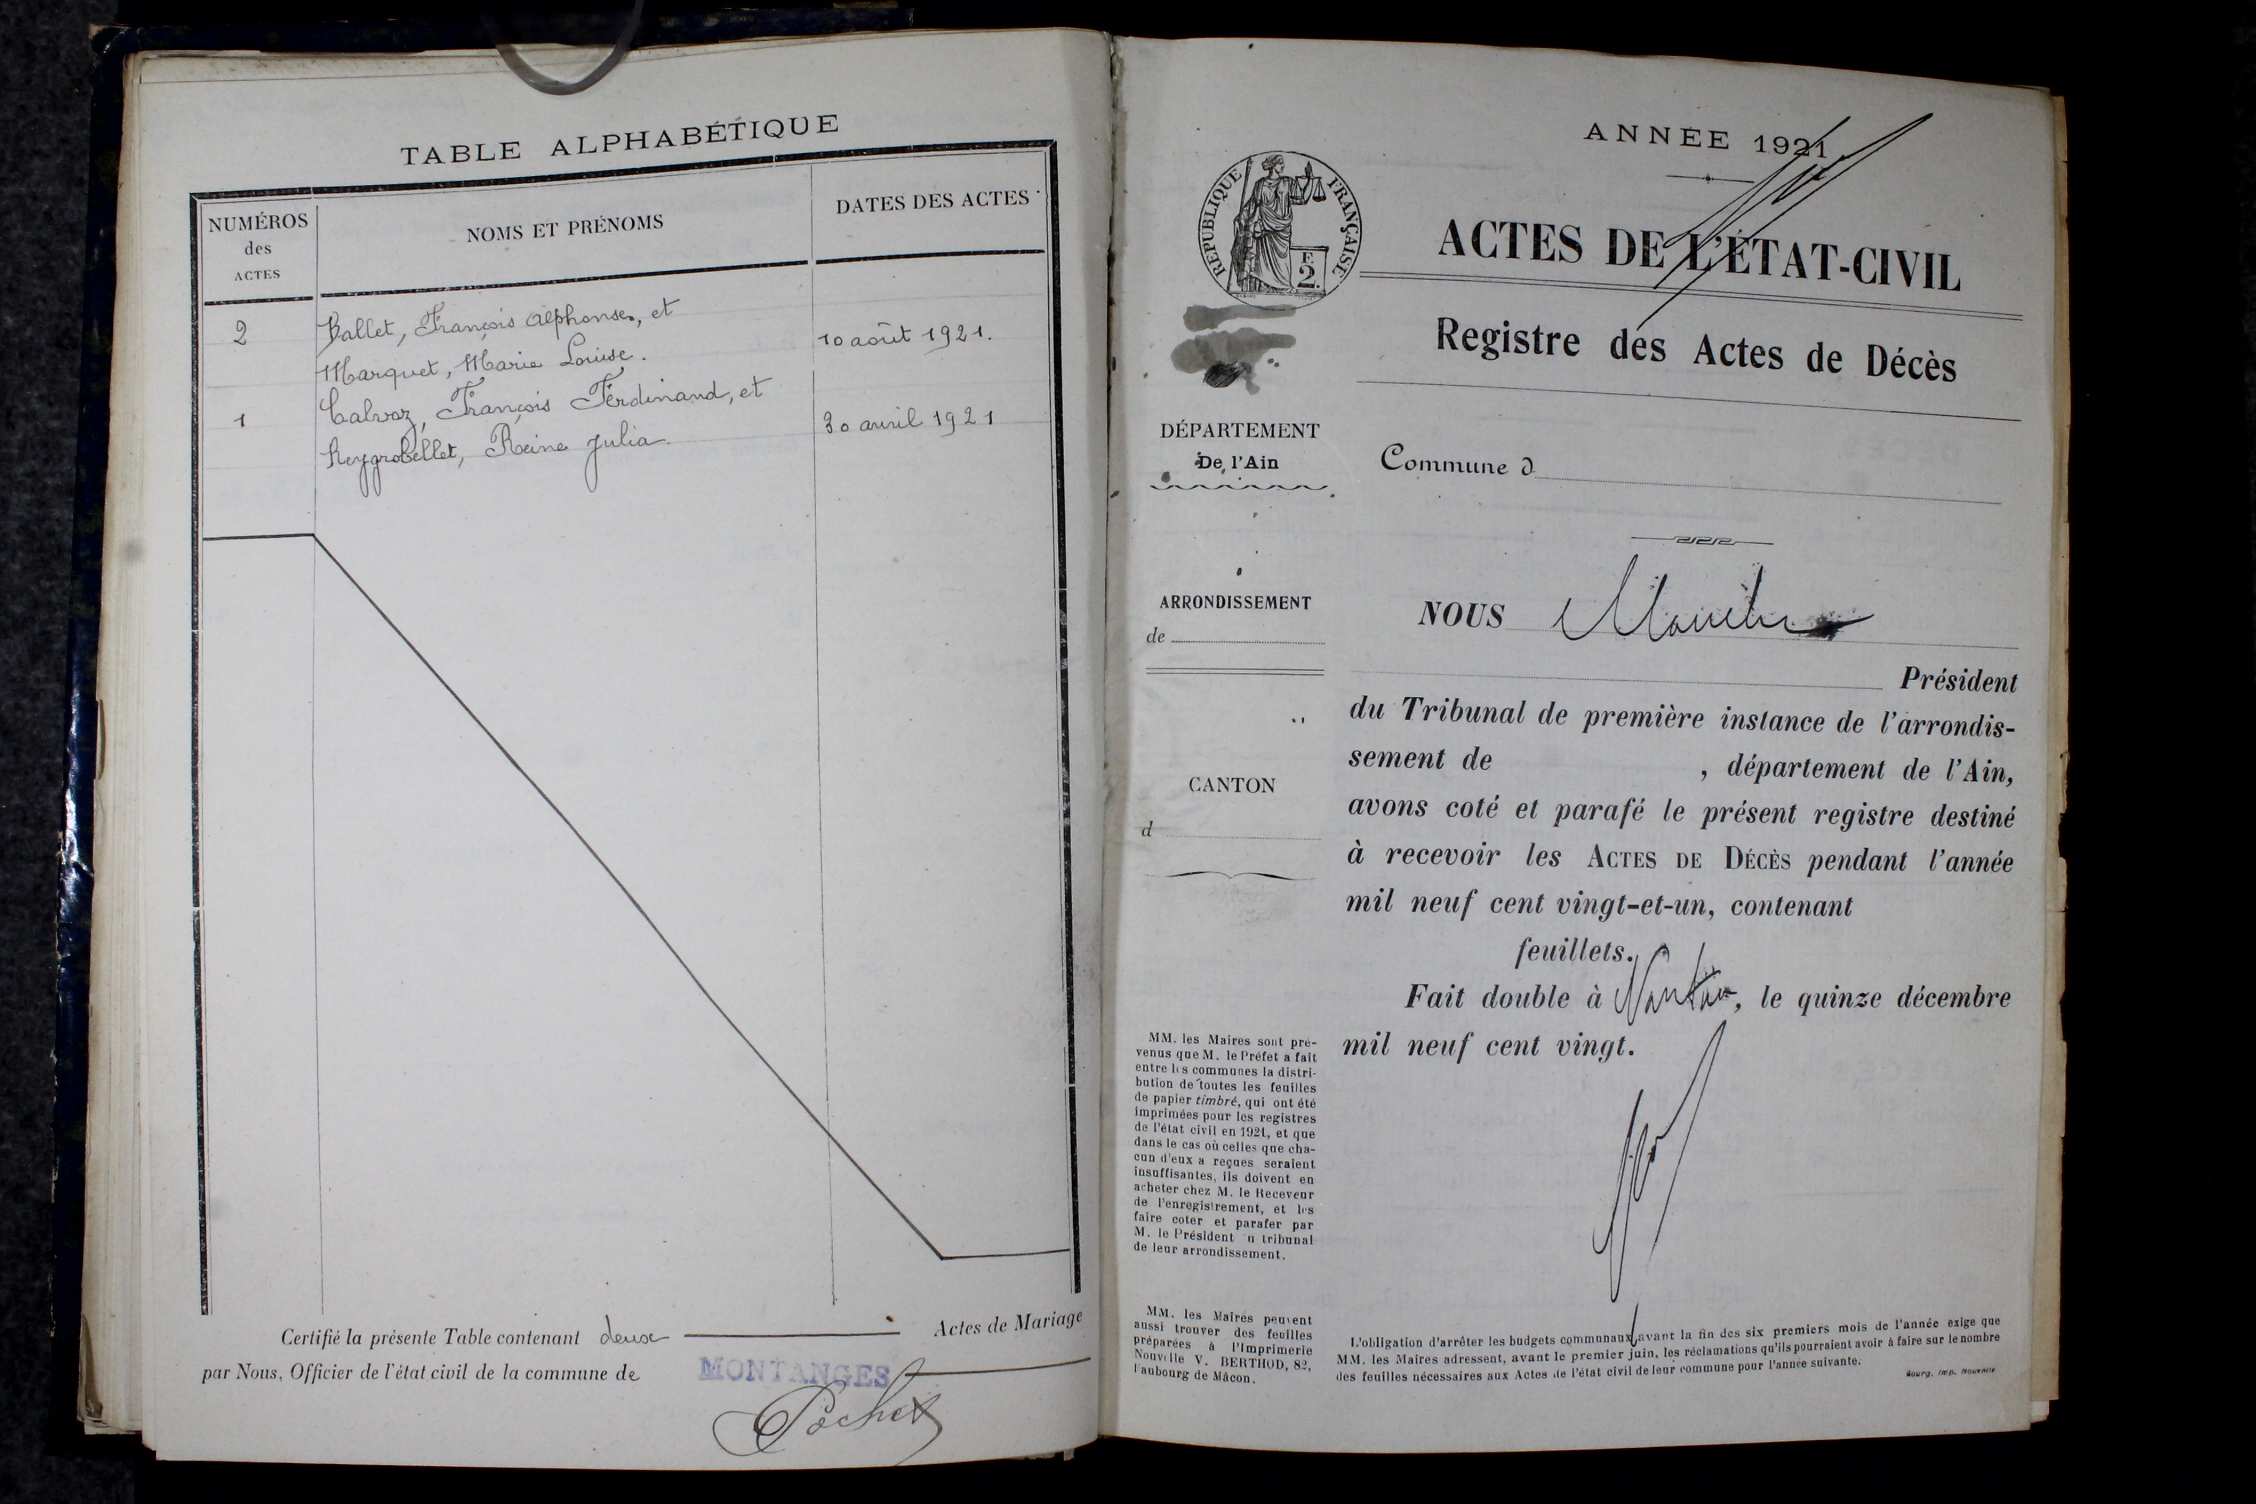 TABLE ALPHABÉTIQUE
NUMÉROS
des
ACTES
NOMS ET PRÉNOMS
DATES DES ACTES
2
Ballet, François Alphonse, et
Marquet, Marie Louise.
10 août 1921.
1
Calvoz, François Ferdinand, et
Reygrobellet, Reine Julia
30 avril 1921
Certifié la présente Table contenant deux Actes de Mariage
par Nous, Officier de l'état civil de la commune de MONTANGES
Pochet
ANNÉE 1921
RÉPUBLIQUE FRANÇAISE
F.
2.
ACTES DE L'ÉTAT-CIVIL
Registre des Actes de Décès
DÉPARTEMENT
De l'Ain
Commune d
ARRONDISSEMENT
de
NOUS
Président
du Tribunal de première instance de l'arrondis-
sement de , département de l'Ain,
CANTON
d
avons coté et parafé le présent registre destiné
à recevoir les ACTES DE DÉCÈS pendant l'année
mil neuf cent vingt-et-un, contenant
feuillets.
Fait double à Nantua, le quinze décembre
mil neuf cent vingt.
MM. les Maires sont pré-
venus que M. le Préfet a fait
entre les communes la distri-
bution de toutes les feuilles
de papier timbré, qui ont été
imprimées pour les registres
de l'état civil en 1921, et que
dans le cas où celles que cha-
cun d'eux a reçues seraient
insuffisantes, ils doivent en
acheter chez M. le Receveur
de l'enregistrement, et les
faire coter et parafer par
M. le Président u tribunal
de leur arrondissement.
MM. les Maires peuvent
aussi trouver des feuilles
préparées à l'Imprimerie
Nouvelle V. BERTHOD, 82,
faubourg de Mâcon.
L'obligation d'arrêter les budgets communaux avant la fin des six premiers mois de l'année exige que
MM. les Maires adressent, avant le premier juin, les réclamations qu'ils pourraient avoir à faire sur le nombre
des feuilles nécessaires aux Actes de l'état civil de leur commune pour l'année suivante.
Bourg, Imp. Nouvelle